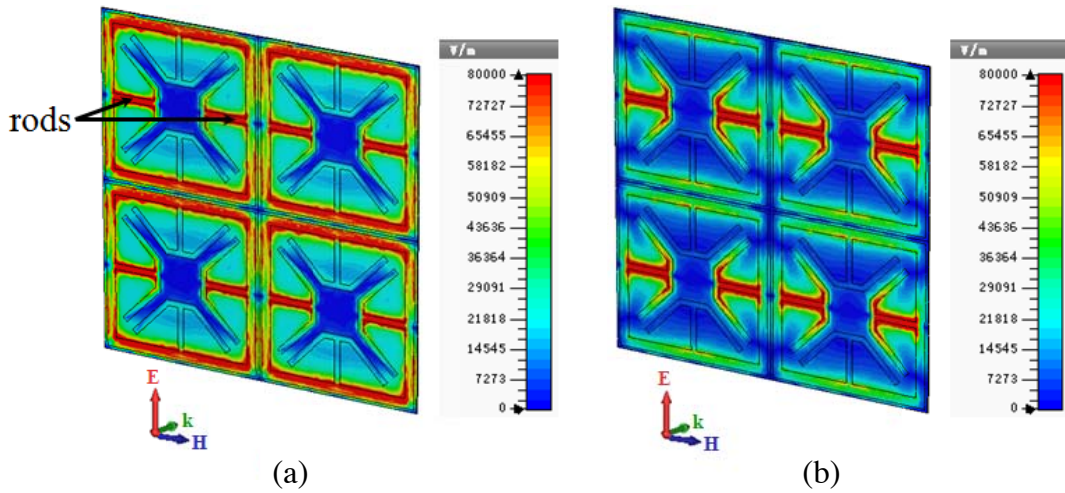 V/m
80000
72727
65455
58182
50909
43636
36364
29091
21818
14545
7273
0
rods
E
k
H
(a)
V/m
80000
72727
65455
58182
50909
43636
36364
29091
21818
14545
7273
0
E
k
H
(b)